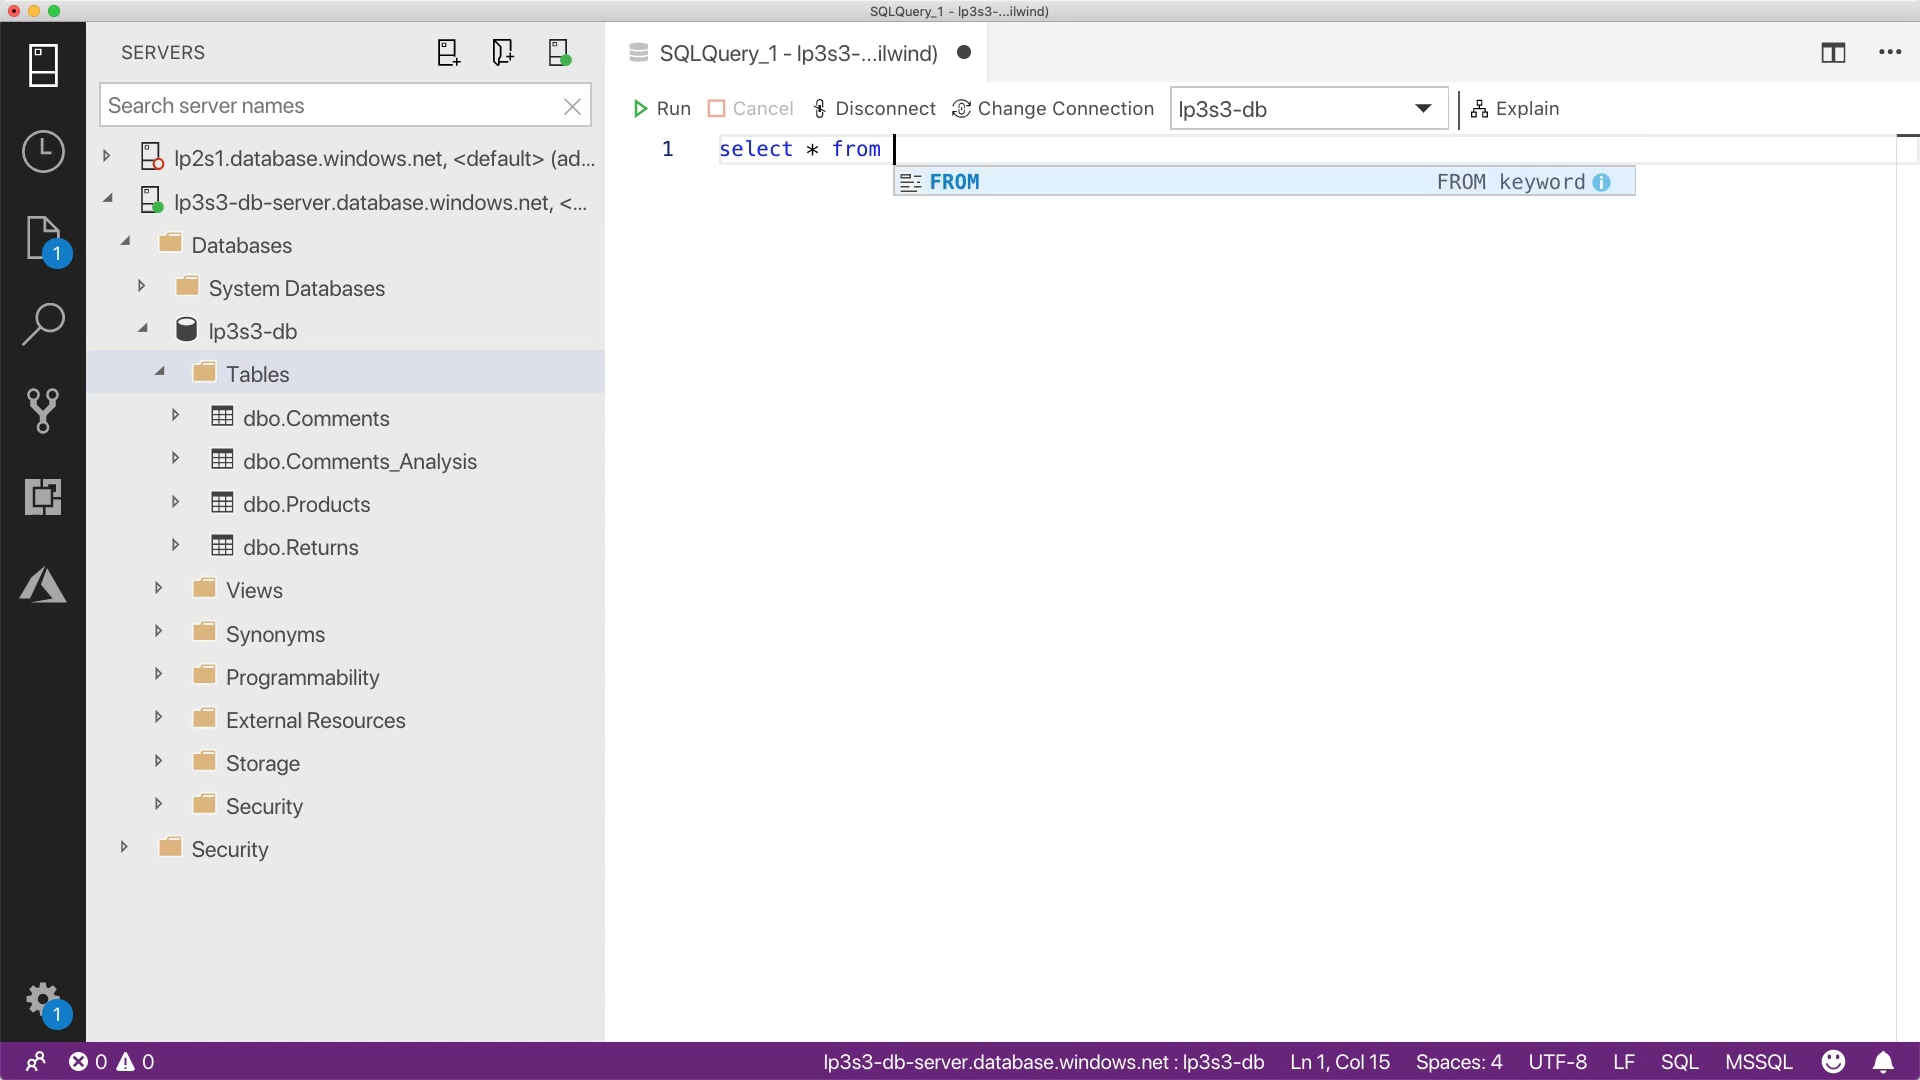 SQLQuery_1 - lp3s3-...ilwind)
SERVERS
SQLQuery_1 - lp3s3-...ilwind)
Search server names
Run Cancel Disconnect Change Connection lp3s3-db Explain
lp2s1.database.windows.net, <default> (ad...
lp3s3-db-server.database.windows.net, <...
Databases
System Databases
lp3s3-db
Tables
dbo.Comments
dbo.Comments_Analysis
dbo.Products
dbo.Returns
Views
Synonyms
Programmability
External Resources
Storage
Security
Security
1 select * from
FROM FROM keyword
1
1
0 0
lp3s3-db-server.database.windows.net : lp3s3-db Ln 1, Col 15 Spaces: 4 UTF-8 LF SQL MSSQL